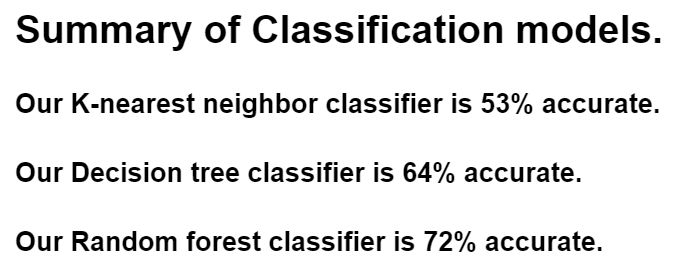 Summary of Classification models.
Our K-nearest neighbor classifier is 53% accurate.
Our Decision tree classifier is 64% accurate.
Our Random forest classifier is 72% accurate.